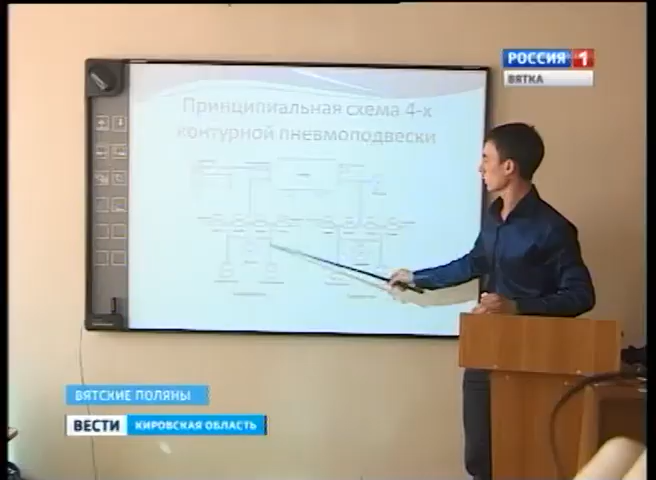 РОССИЯ 1
ВЯТКА
Принципиальная схема 4-х
контурной пневмоподвески
ВЯТСКИЕ ПОЛЯНЫ
ВЕСТИ КИРОВСКАЯ ОБЛАСТЬ